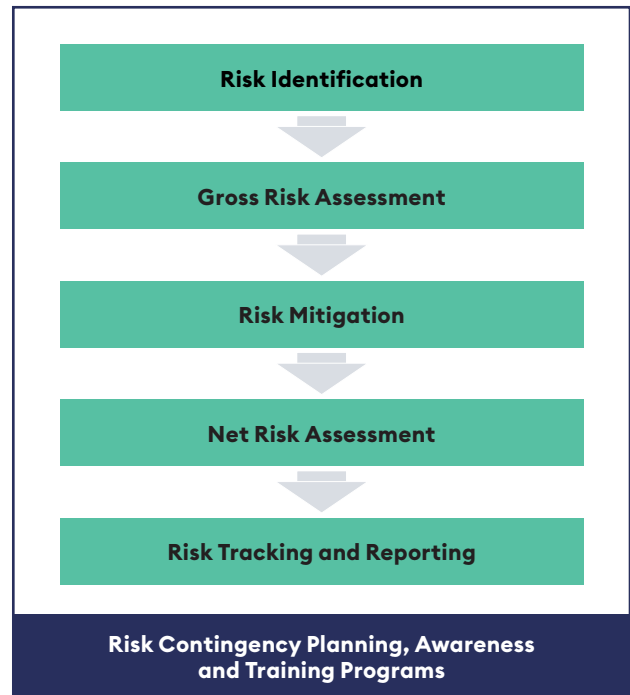 Risk Identification
Gross Risk Assessment
Risk Mitigation
Net Risk Assessment
Risk Tracking and Reporting
Risk Contingency Planning, Awareness
and Training Programs